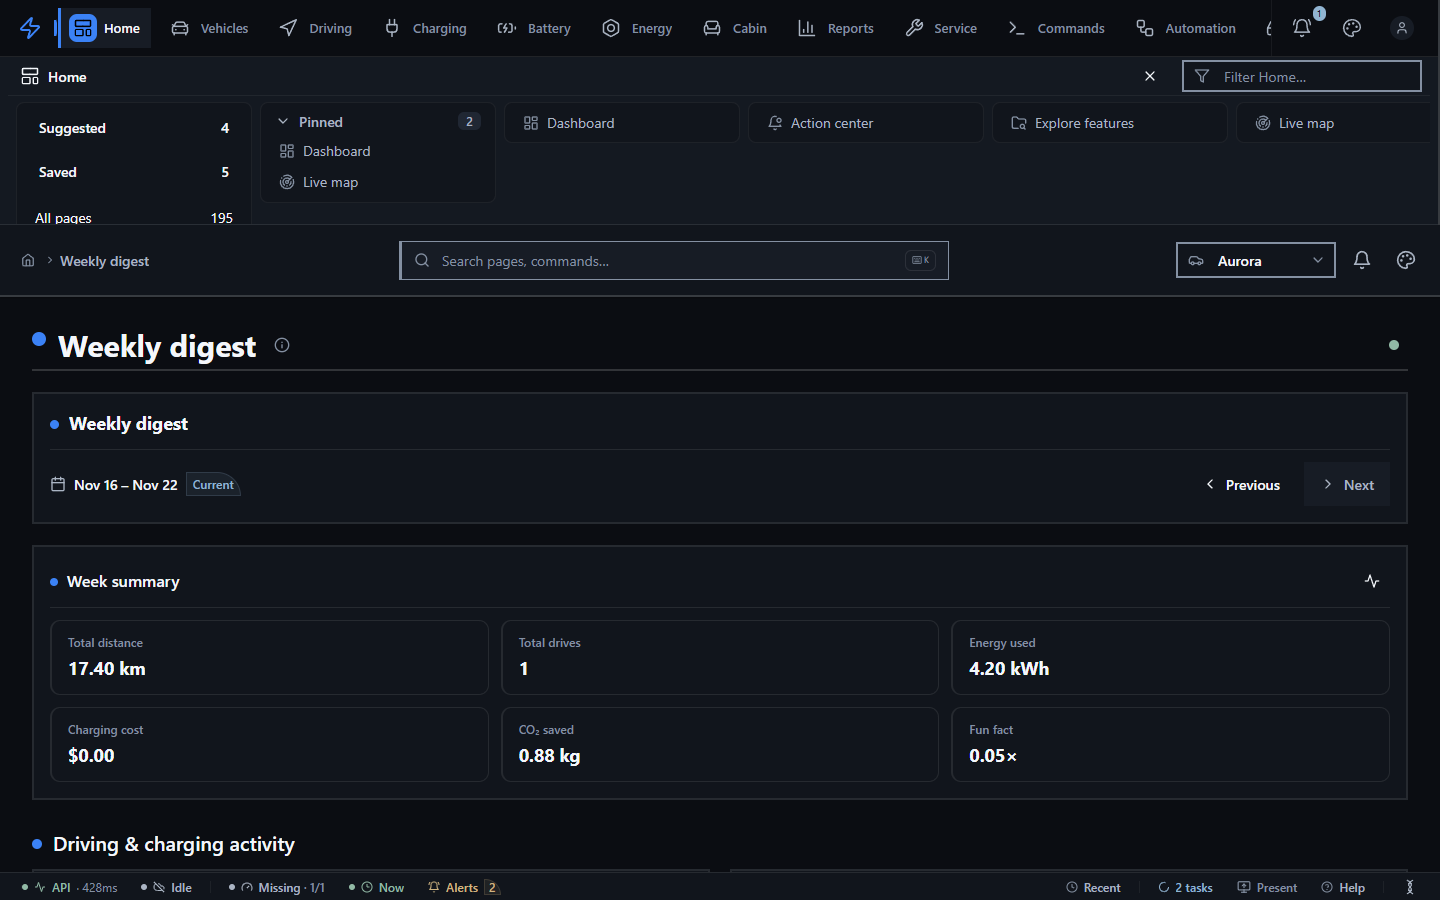 Home Vehicles Driving Charging Battery Energy Cabin Reports Service Commands Automation 1
Home Filter Home...
Suggested 4
Saved 5
All pages 195
Pinned 2
Dashboard
Live map
Dashboard
Action center
Explore features
Live map
Weekly digest Search pages, commands... K Aurora
Weekly digest
Weekly digest
Nov 16 – Nov 22 Current Previous Next
Week summary
Total distance
17.40 km
Total drives
1
Energy used
4.20 kWh
Charging cost
$0.00
CO₂ saved
0.88 kg
Fun fact
0.05×
Driving & charging activity
API · 428ms Idle Missing · 1/1 Now Alerts 2 Recent 2 tasks Present Help